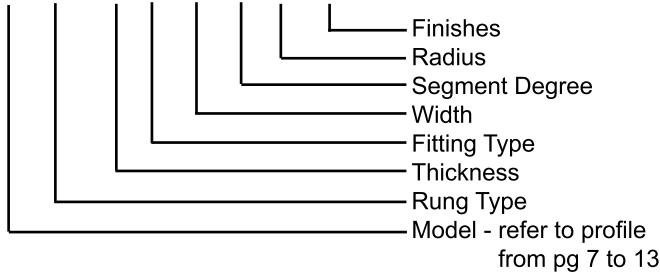 Finishes
Radius
Segment Degree
Width
Fitting Type
Thickness
Rung Type
Model - refer to profile
from pg 7 to 13